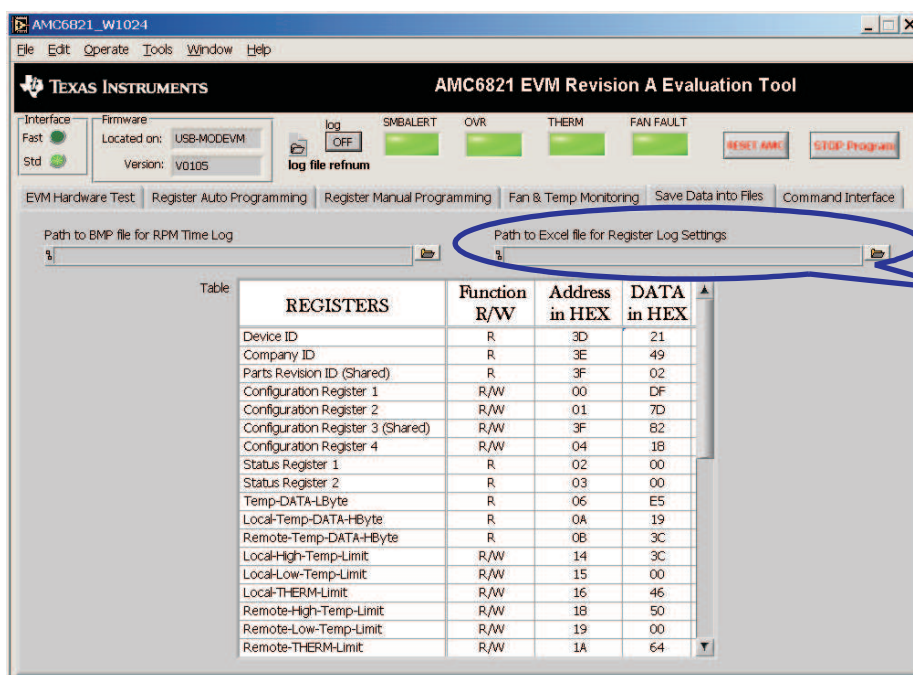 AMC6821_W1024
File Edit Operate Tools Window Help
TEXAS INSTRUMENTS
AMC6821 EVM Revision A Evaluation Tool
Interface
Fast
Std
Firmware
Located on: USB-MODEVM
Version: V0105
log
OFF
log file refnum
SMBALERT OVR THERM FAN FAULT
RESET AMC STOP Program
EVM Hardware Test Register Auto Programming Register Manual Programming Fan & Temp Monitoring Save Data into Files Command Interface
Path to BMP file for RPM Time Log
Path to Excel file for Register Log Settings
Table
REGISTERS Function R/W Address in HEX DATA in HEX
Device ID R 3D 21
Company ID R 3E 49
Parts Revision ID (Shared) R 3F 02
Configuration Register 1 R/W 00 DF
Configuration Register 2 R/W 01 7D
Configuration Register 3 (Shared) R/W 3F 82
Configuration Register 4 R/W 04 18
Status Register 1 R 02 00
Status Register 2 R 03 00
Temp-DATA-LByte R 06 E5
Local-Temp-DATA-HByte R 0A 19
Remote-Temp-DATA-HByte R 0B 3C
Local-High-Temp-Limit R/W 14 3C
Local-Low-Temp-Limit R/W 15 00
Local-THERM-Limit R/W 16 46
Remote-High-Temp-Limit R/W 18 50
Remote-Low-Temp-Limit R/W 19 00
Remote-THERM-Limit R/W 1A 64